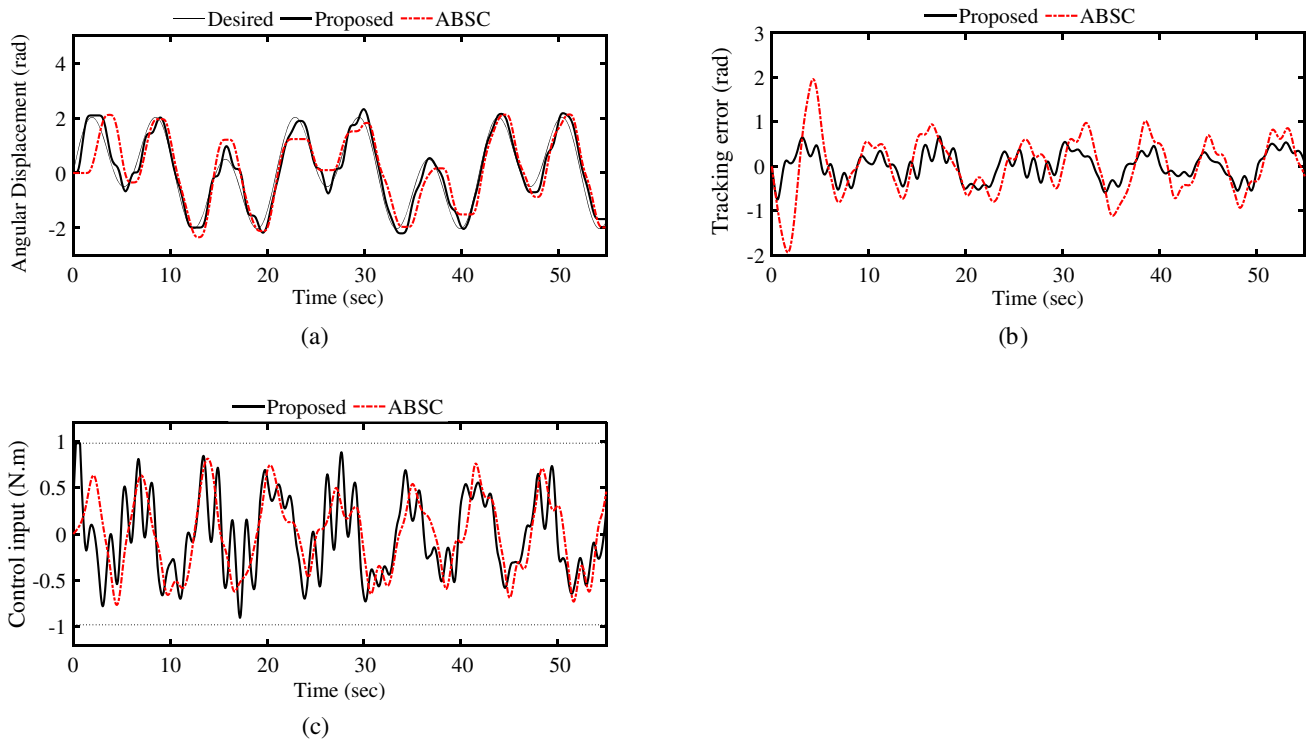 Desired Proposed ABSC
Angular Displacement (rad)
4
2
0
-2
0 10 20 30 40 50
Time (sec)
(a)
Proposed ABSC
Tracking error (rad)
3
2
1
0
-1
-2
0 10 20 30 40 50
Time (sec)
(b)
Proposed ABSC
Control input (N.m)
1
0.5
0
-0.5
-1
0 10 20 30 40 50
Time (sec)
(c)